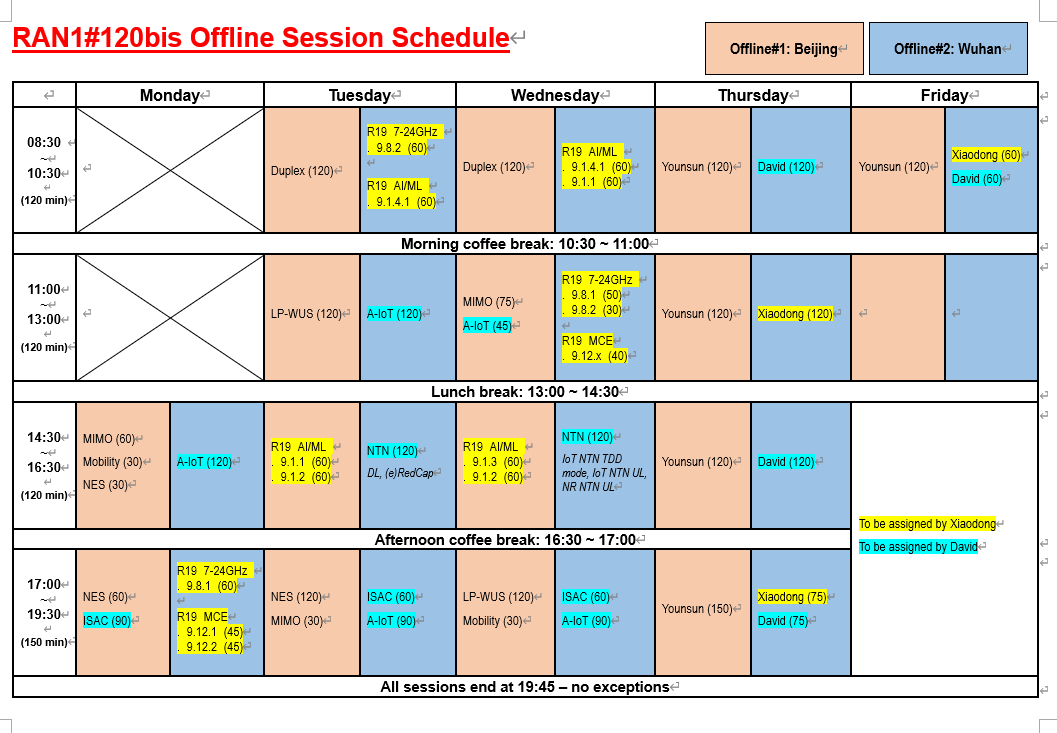 RAN1#120bis Offline Session Schedule
Offline#1: Beijing
Offline#2: Wuhan
Monday
Tuesday
Wednesday
Thursday
Friday
08:30
~
10:30
(120 min)
Duplex (120)
R19 7-24GHz
. 9.8.2 (60)
R19 AI/ML
. 9.1.4.1 (60)
Duplex (120)
R19 AI/ML
. 9.1.4.1 (60)
. 9.1.1 (60)
Younsun (120)
David (120)
Younsun (120)
Xiaodong (60)
David (60)
Morning coffee break: 10:30 ~ 11:00
11:00
~
13:00
(120 min)
LP-WUS (120)
A-IoT (120)
MIMO (75)
A-IoT (45)
R19 7-24GHz
. 9.8.1 (50)
. 9.8.2 (30)
R19 MCE
. 9.12.x (40)
Younsun (120)
Xiaodong (120)
Lunch break: 13:00 ~ 14:30
14:30
~
16:30
(120 min)
MIMO (60)
Mobility (30)
NES (30)
A-IoT (120)
R19 AI/ML
. 9.1.1 (60)
. 9.1.2 (60)
NTN (120)
DL, (e)RedCap
R19 AI/ML
. 9.1.3 (60)
. 9.1.2 (60)
NTN (120)
IoT NTN TDD
mode, IoT NTN UL,
NR NTN UL
Younsun (120)
David (120)
To be assigned by Xiaodong
To be assigned by David
Afternoon coffee break: 16:30 ~ 17:00
17:00
~
19:30
(150 min)
NES (60)
ISAC (90)
R19 7-24GHz
. 9.8.1 (60)
R19 MCE
. 9.12.1 (45)
. 9.12.2 (45)
NES (120)
MIMO (30)
ISAC (60)
A-IoT (90)
LP-WUS (120)
Mobility (30)
ISAC (60)
A-IoT (90)
Younsun (150)
Xiaodong (75)
David (75)
All sessions end at 19:45 – no exceptions